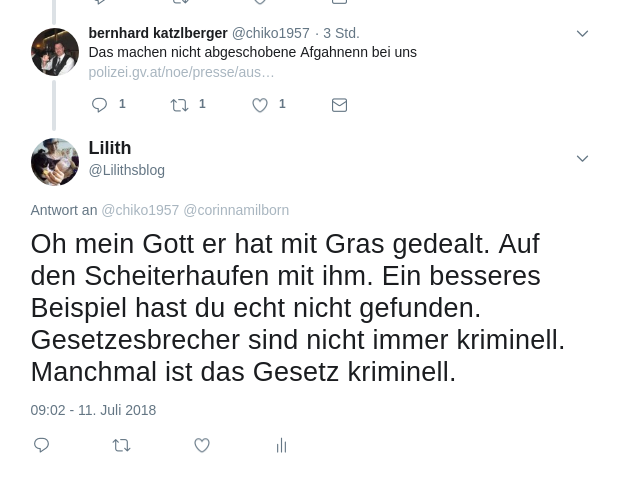 bernhard katzlberger @chiko1957 · 3 Std.
Das machen nicht abgeschobene Afgahnenn bei uns
polizei.gv.at/noe/presse/aus…
1 1 1
Lilith
@Lilithsblog
Antwort an @chiko1957 @corinnamilborn
Oh mein Gott er hat mit Gras gedealt. Auf
den Scheiterhaufen mit ihm. Ein besseres
Beispiel hast du echt nicht gefunden.
Gesetzesbrecher sind nicht immer kriminell.
Manchmal ist das Gesetz kriminell.
09:02 - 11. Juli 2018